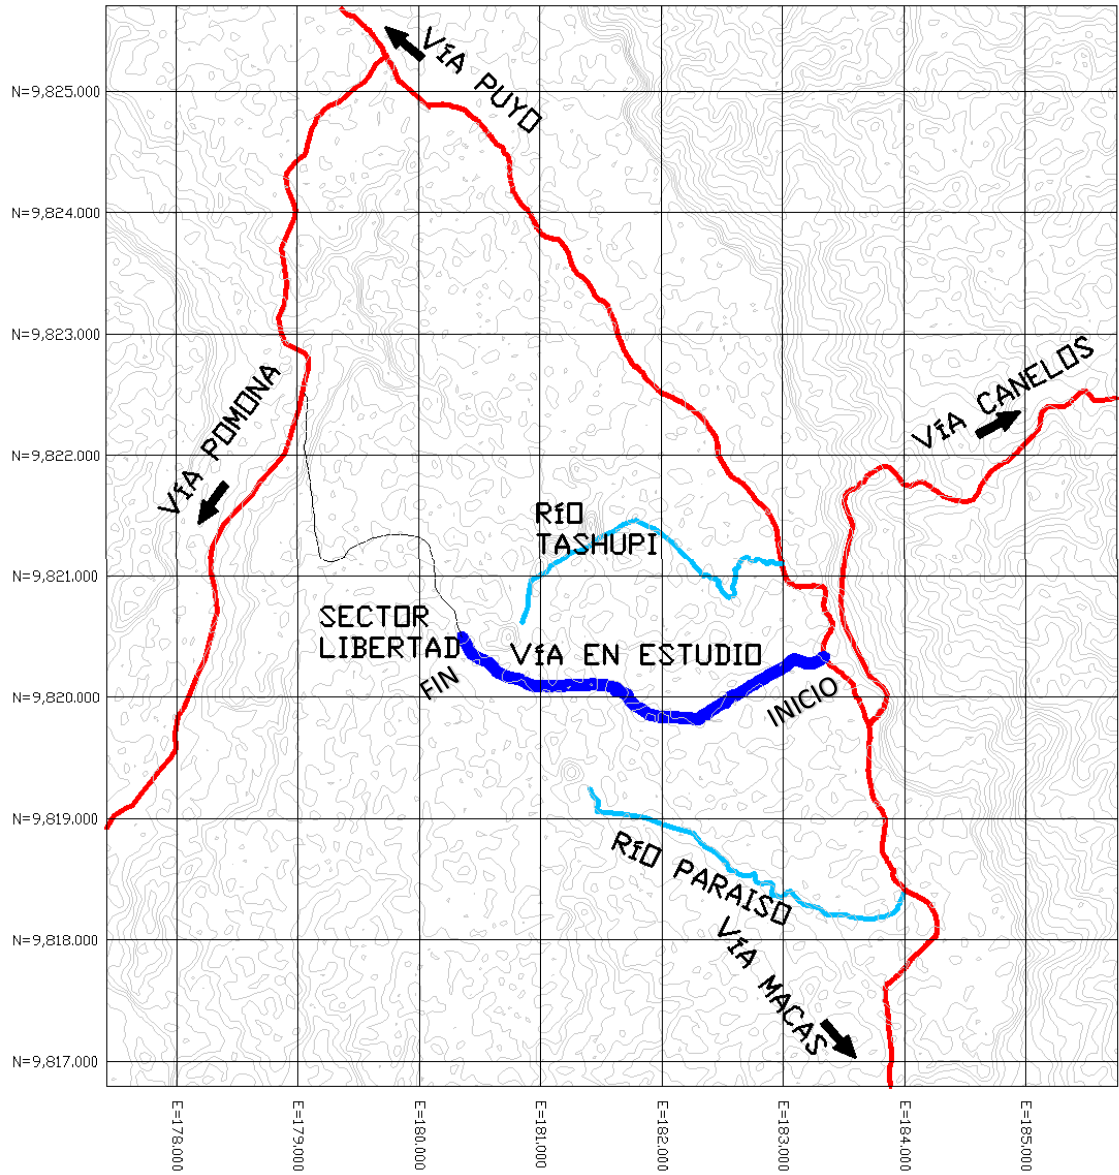 VíA PUYO
N=9,825.000
N=9,824.000
N=9,823.000
VíA CANELOS
VíA POMONA
N=9,822.000
RíO
TASHUPI
N=9,821.000
SECTOR
LIBERTAD
VíA EN ESTUDIO
FIN
INICIO
N=9,820.000
N=9,819.000
RíO PARAISO
N=9,818.000
VíA MACAS
N=9,817.000
E=178.000
E=179.000
E=180.000
E=181.000
E=182.000
E=183.000
E=184.000
E=185.000